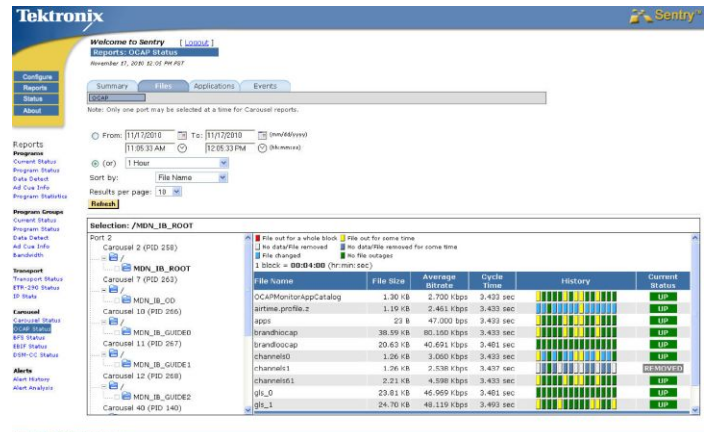 Tektronix
Sentry
Welcome to Sentry [ Logout ]
Reports: OCAP Status
November 17, 2010 12:05 PM PST
Configure
Reports
Status
About
Summary Files Applications Events
OCAP
Note: Only one port may be selected at a time for Carousel reports.
From: 11/17/2010 To: 11/17/2010 (mm/dd/yyyy)
11:05:33 AM 12:05:33 PM (hh:mm:ss)
(or) 1 Hour
Sort by: File Name
Results per page: 10
Refresh
Reports
Programs
Current Status
Program Status
Data Detect
Ad Cue Info
Program Statistics
Program Groups
Current Status
Program Status
Data Detect
Ad Cue Info
Bandwidth
Transport
Transport Status
ETR-290 Status
IP Stats
Carousel
Carousel Status
OCAP Status
BFS Status
EBIF Status
DSM-CC Status
Alerts
Alert History
Alert Analysis
Selection: /MDN_IB_ROOT
Port 2
Carousel 2 (PID 258)
/
MDN_IB_ROOT
Carousel 7 (PID 263)
/
MDN_IB_OD
Carousel 10 (PID 266)
/
MDN_IB_GUIDE0
Carousel 11 (PID 267)
/
MDN_IB_GUIDE1
Carousel 12 (PID 268)
/
MDN_IB_GUIDE2
Carousel 40 (PID 140)
File out for a whole block File out for some time
No data/File removed No data/File removed for some time
File changed No file outages
1 block = 00:04:00 (hr:min:sec)
File Name File Size Average Bitrate Cycle Time History Current Status
OCAPMonitorAppCatalog 1.30 KB 2.700 Kbps 3.433 sec UP
airtime.profile.z 1.19 KB 2.461 Kbps 3.433 sec UP
apps 23 B 47.000 bps 3.433 sec UP
brandhiocap 38.59 KB 80.160 Kbps 3.433 sec UP
brandloocap 20.63 KB 40.691 Kbps 3.481 sec UP
channels0 1.26 KB 3.060 Kbps 3.433 sec UP
channels1 1.26 KB 2.538 Kbps 3.437 sec REMOVED
channels61 2.21 KB 4.598 Kbps 3.433 sec UP
gls_0 23.81 KB 46.969 Kbps 3.481 sec UP
gls_1 24.70 KB 48.119 Kbps 3.493 sec UP